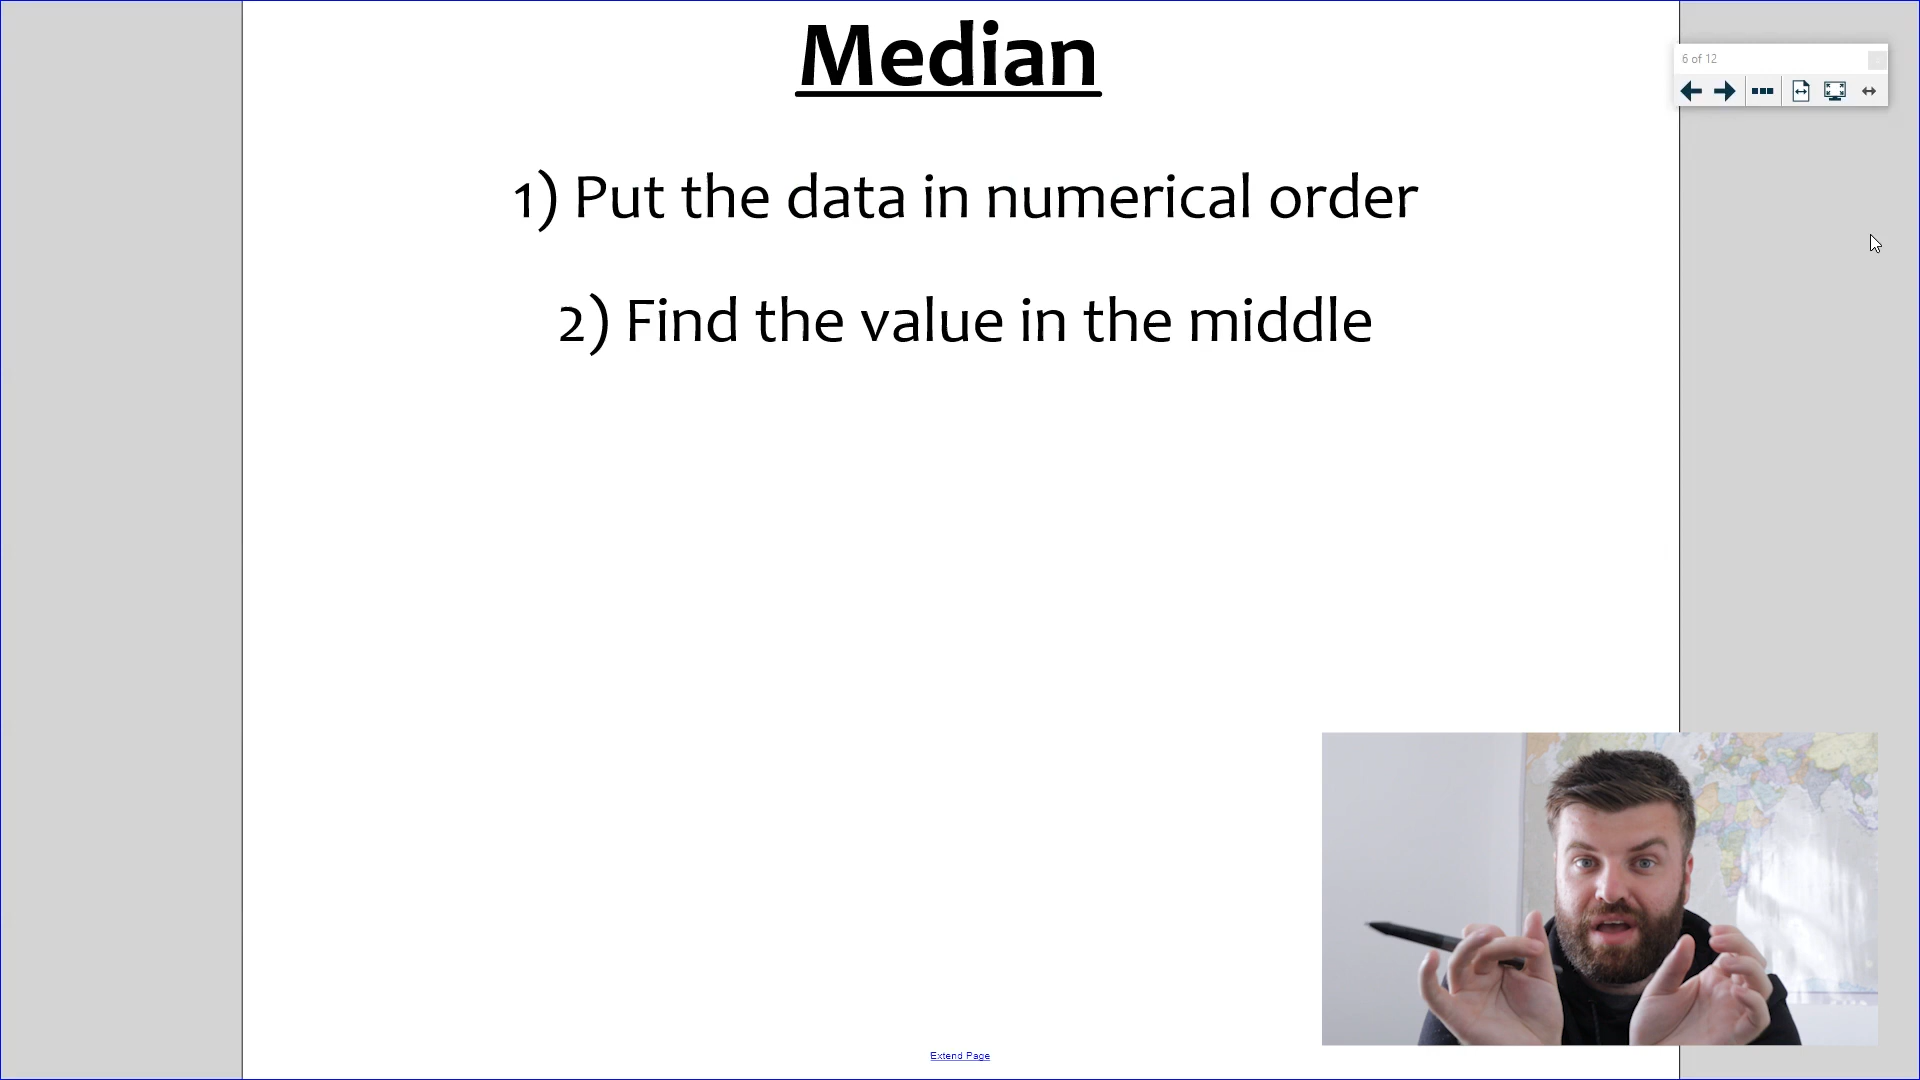 Median
6 of 12
1) Put the data in numerical order
2) Find the value in the middle
Extend Page